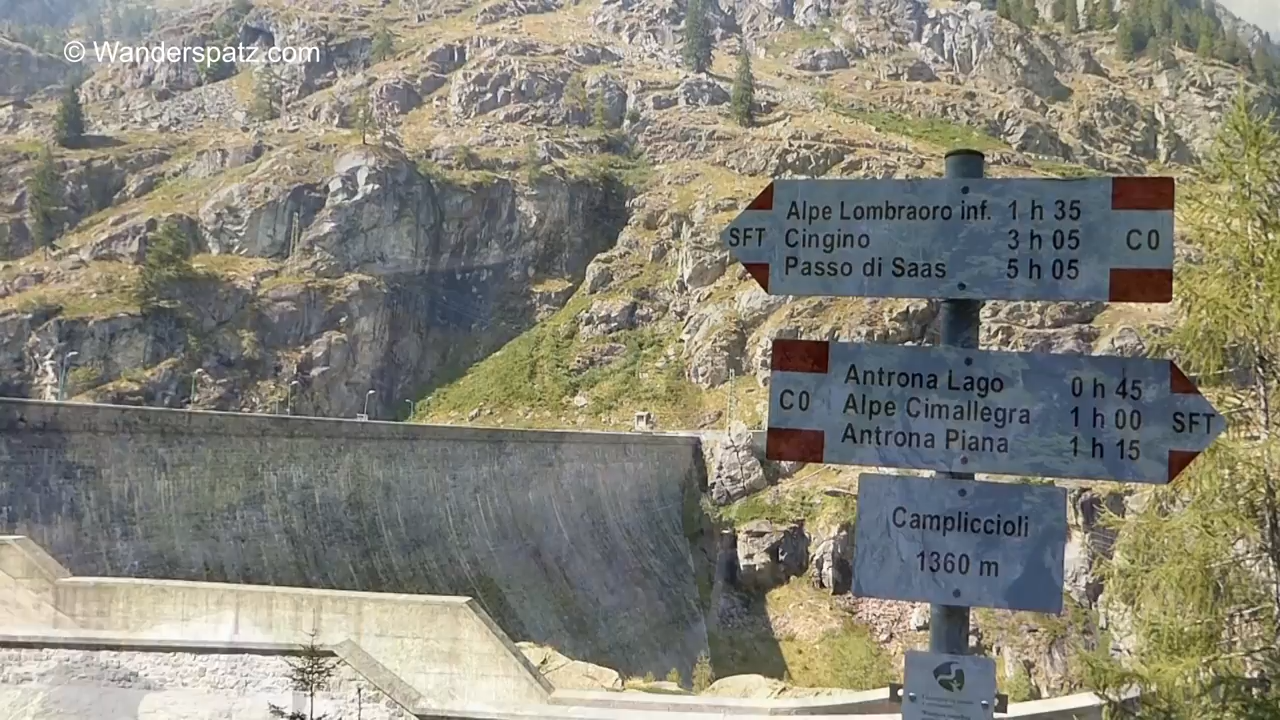 © Wanderspatz.com
SFT
Alpe Lombraoro inf. 1 h 35
Cingino 3 h 05
Passo di Saas 5 h 05
C0
C0
Antrona Lago 0 h 45
Alpe Cimallegra 1 h 00
Antrona Piana 1 h 15
SFT
Campliccioli
1360 m